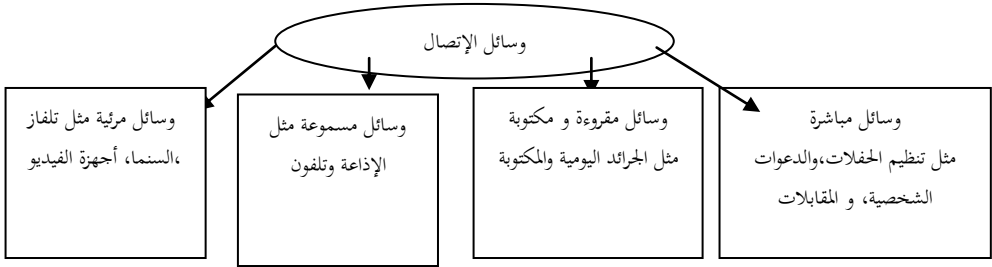 وسائل الإتصال
وسائل مباشرة
مثل تنظيم الحفلات،والدعوات
الشخصية، و المقابلات
وسائل مقروءة و مكتوبة
مثل الجرائد اليومية والمكتوبة
وسائل مسموعة مثل
الإذاعة وتلفون
وسائل مرئية مثل تلفاز
،السنما، أجهزة الفيديو